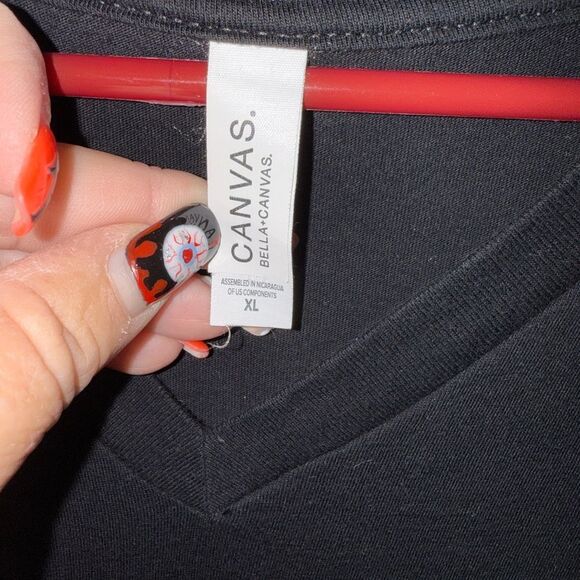 CANVAS.
BELLA+CANVAS.
ASSEMBLED IN NICARAGUA
OF US COMPONENTS
XL